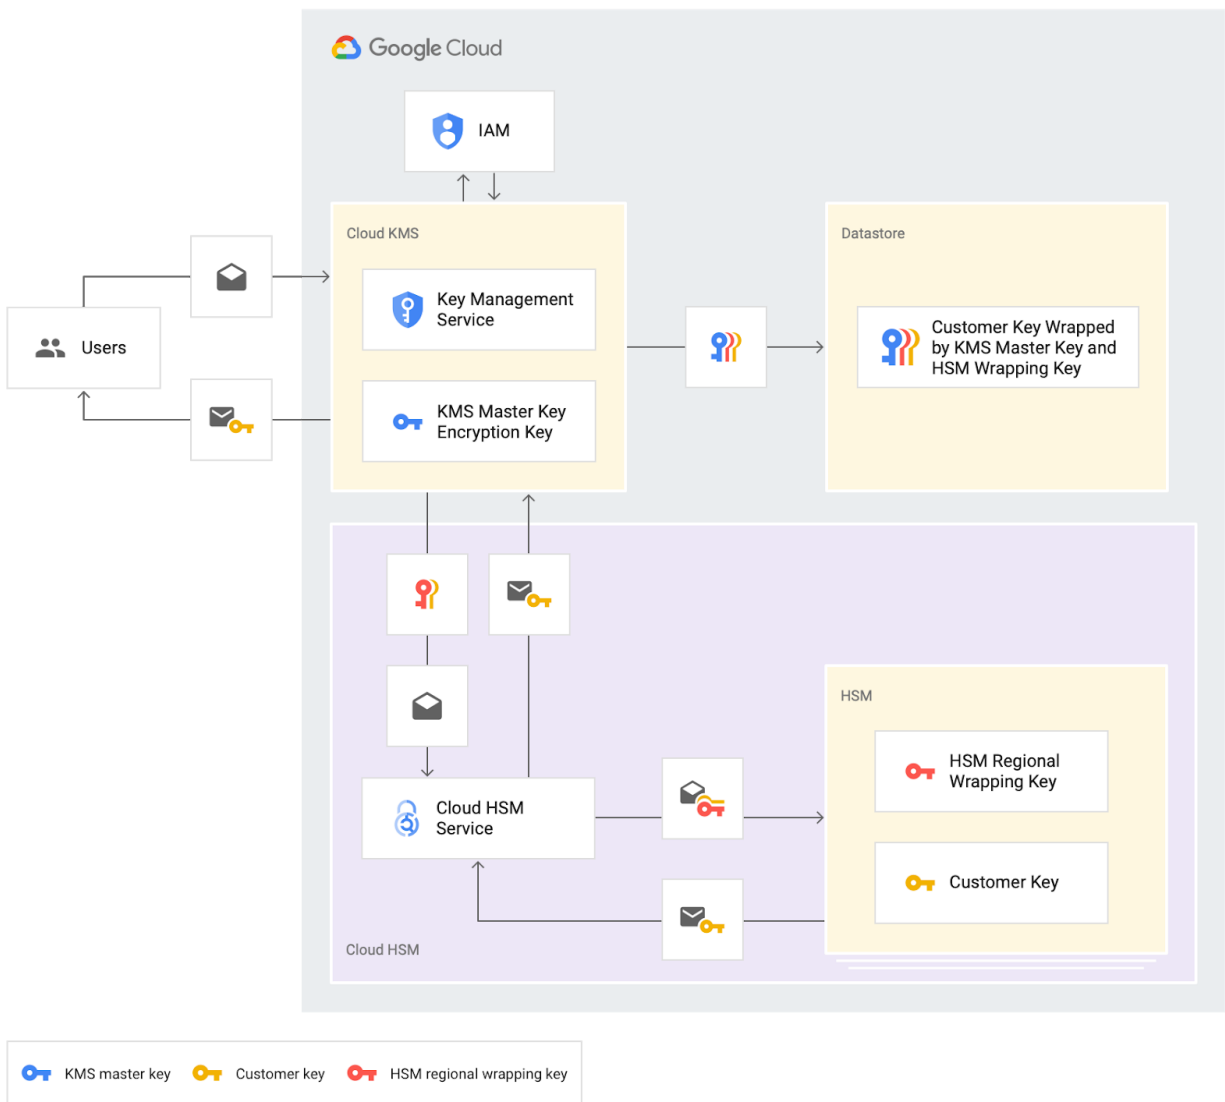 Google Cloud
IAM
Cloud KMS
Datastore
Key Management
Service
Customer Key Wrapped
by KMS Master Key and
HSM Wrapping Key
Users
KMS Master Key
Encryption Key
HSM
HSM Regional
Wrapping Key
Cloud HSM
Service
Customer Key
Cloud HSM
KMS master key
Customer key
HSM regional wrapping key